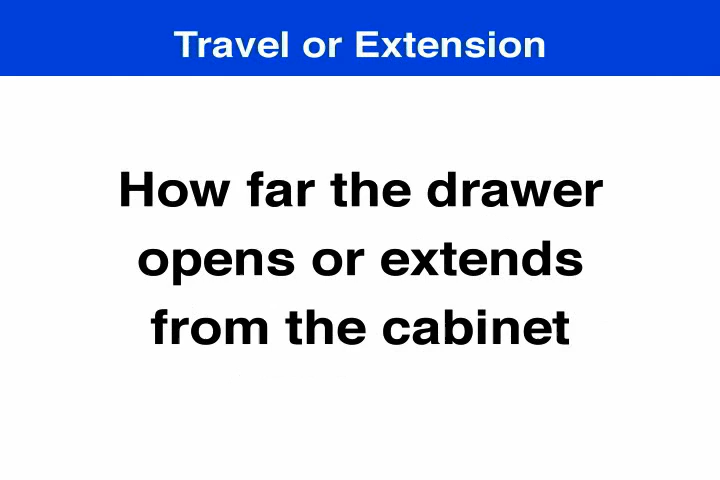 Travel or Extension
How far the drawer
opens or extends
from the cabinet